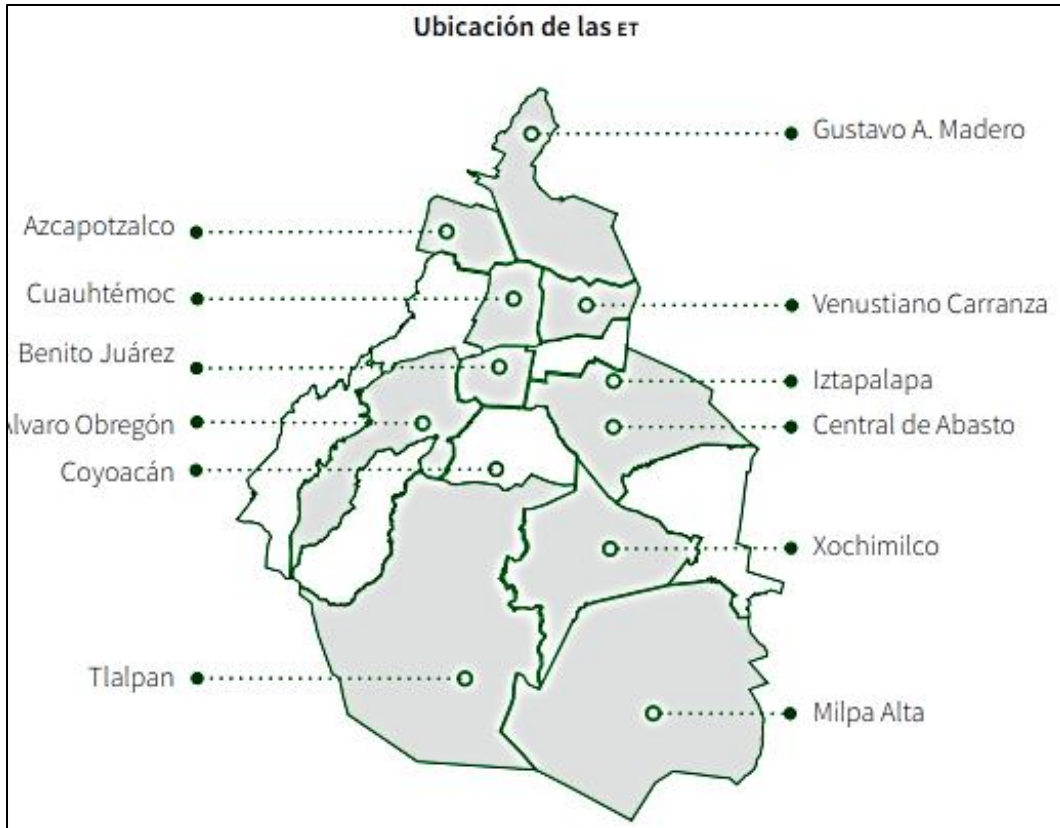 Ubicación de las ET
Gustavo A. Madero
Azcapotzalco
Cuauhtémoc
Venustiano Carranza
Benito Juárez
Iztapalapa
Álvaro Obregón
Central de Abasto
Coyoacán
Xochimilco
Tlalpan
Milpa Alta